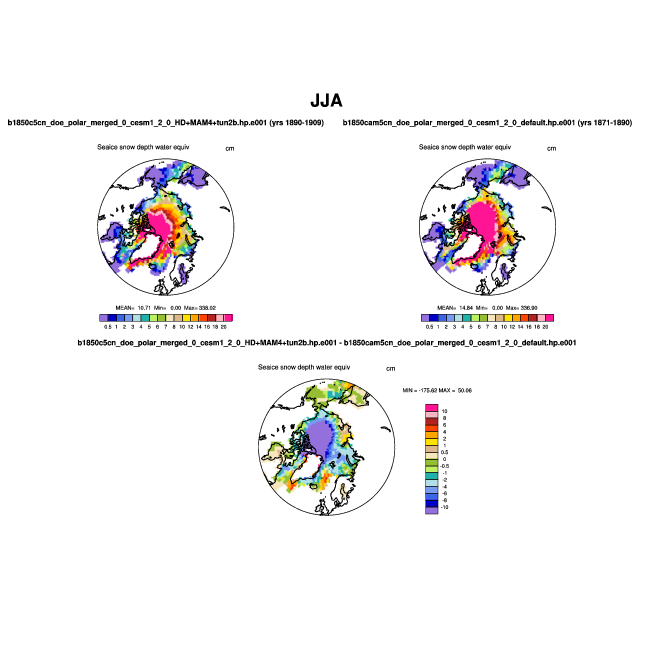 JJA
b1850c5cn_doe_polar_merged_0_cesm1_2_0_HD+MAM4+tun2b.hp.e001 (yrs 1890-1909)
b1850cam5cn_doe_polar_merged_0_cesm1_2_0_default.hp.e001 (yrs 1871-1890)
Seaice snow depth water equiv cm
Seaice snow depth water equiv cm
MEAN= 10.71 Min= 0.00 Max= 338.02
0.5 1 2 3 4 5 6 7 8 10 12 14 16 18 20
MEAN= 14.84 Min= 0.00 Max= 336.90
0.5 1 2 3 4 5 6 7 8 10 12 14 16 18 20
b1850c5cn_doe_polar_merged_0_cesm1_2_0_HD+MAM4+tun2b.hp.e001 - b1850cam5cn_doe_polar_merged_0_cesm1_2_0_default.hp.e001
Seaice snow depth water equiv cm
MIN = -175.62 MAX = 50.06
10
8
6
4
2
1
0.5
0
-0.5
-1
-2
-4
-6
-8
-10